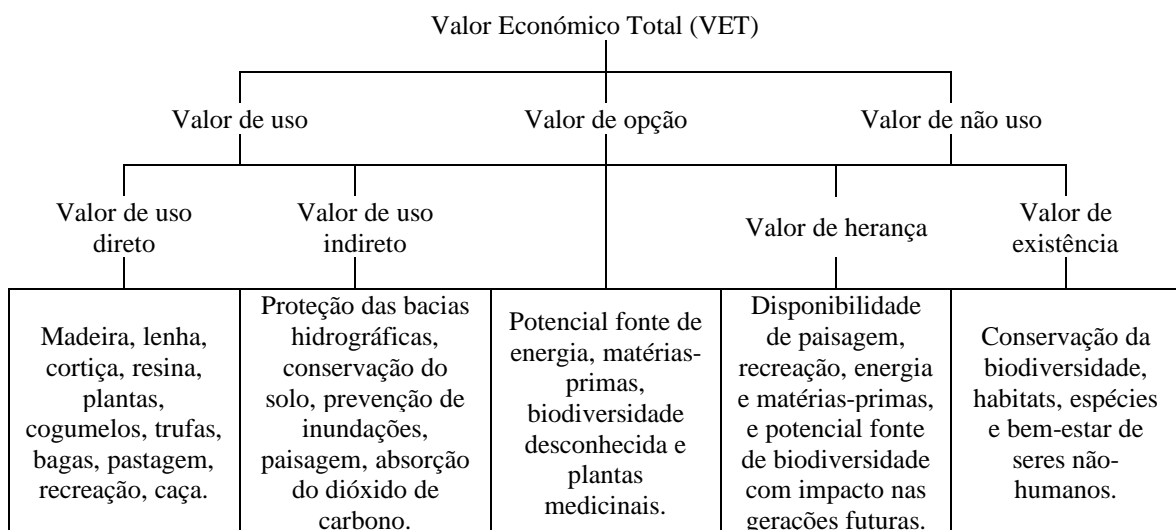 Valor Económico Total (VET)
Valor de uso
Valor de opção
Valor de não uso
Valor de uso
direto
Valor de uso
indireto
Valor de herança
Valor de
existência
Madeira, lenha,
cortiça, resina,
plantas,
cogumelos, trufas,
bagas, pastagem,
recreação, caça.
Proteção das bacias
hidrográficas,
conservação do
solo, prevenção de
inundações,
paisagem, absorção
do dióxido de
carbono.
Potencial fonte de
energia, matérias-
primas,
biodiversidade
desconhecida e
plantas
medicinais.
Disponibilidade
de paisagem,
recreação, energia
e matérias-primas,
e potencial fonte
de biodiversidade
com impacto nas
gerações futuras.
Conservação da
biodiversidade,
habitats, espécies
e bem-estar de
seres não-
humanos.